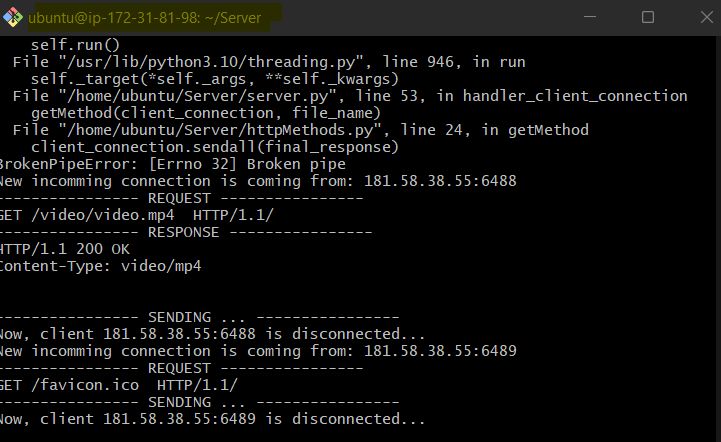 ubuntu@ip-172-31-81-98: ~/Server
self.run()
File "/usr/lib/python3.10/threading.py", line 946, in run
self._target(*self._args, **self._kwargs)
File "/home/ubuntu/Server/server.py", line 53, in handler_client_connection
getMethod(client_connection, file_name)
File "/home/ubuntu/Server/httpMethods.py", line 24, in getMethod
client_connection.sendall(final_response)
BrokenPipeError: [Errno 32] Broken pipe
New incomming connection is coming from: 181.58.38.55:6488
---------------- REQUEST ----------------
GET /video/video.mp4  HTTP/1.1/
---------------- RESPONSE ----------------
HTTP/1.1 200 OK
Content-Type: video/mp4
---------------- SENDING ... ----------------
Now, client 181.58.38.55:6488 is disconnected...
New incomming connection is coming from: 181.58.38.55:6489
---------------- REQUEST ----------------
GET /favicon.ico  HTTP/1.1/
---------------- SENDING ... ----------------
Now, client 181.58.38.55:6489 is disconnected...